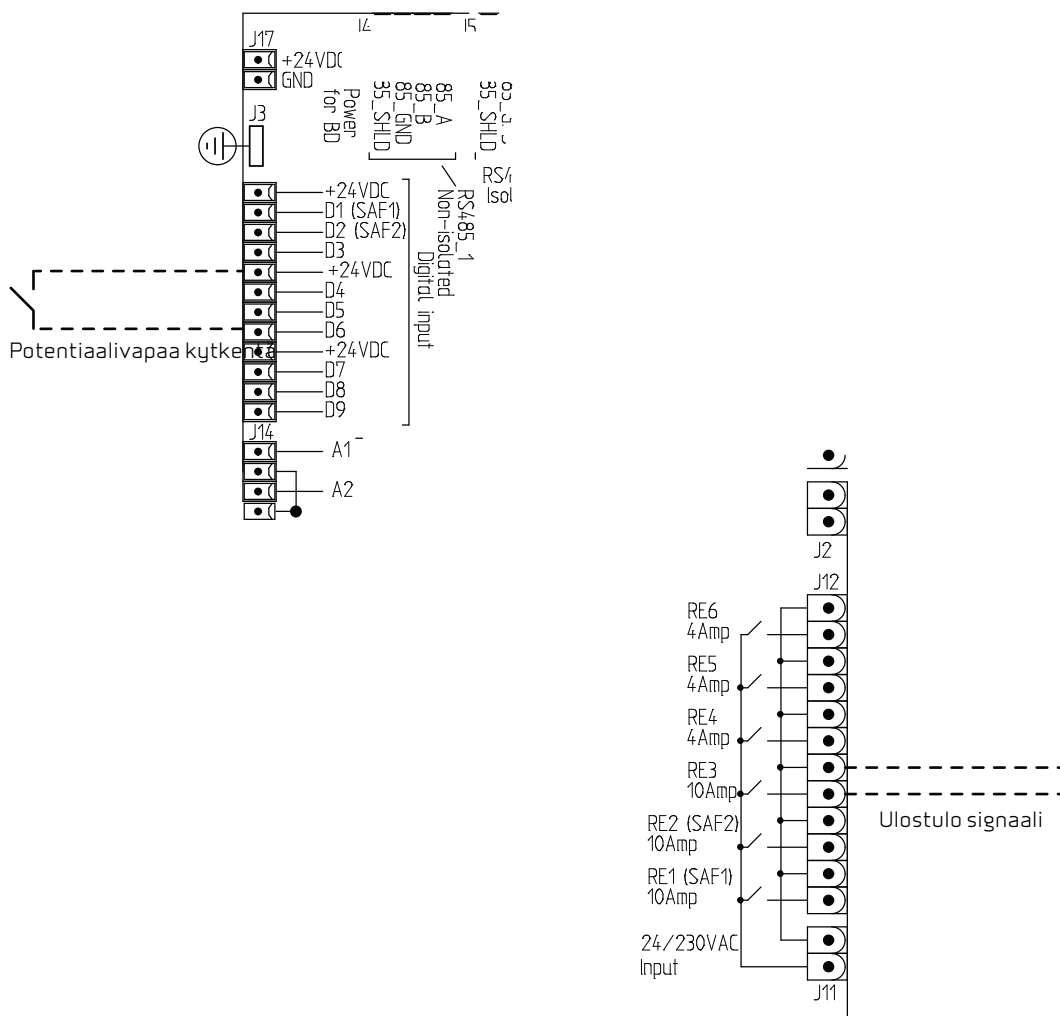 J17
+24VDC
GND
J3
Power
for BD
35_SHLD
85_GND
85_B
85_A
35_SHLD
RS485_1
Non-isolated
Digital input
+24VDC
D1 (SAF1)
D2 (SAF2)
D3
+24VDC
D4
D5
D6
Potentiaalivapaa kytkentä
+24VDC
D7
D8
D9
J14
A1
A2
J2
J12
RE6
4Amp
RE5
4Amp
RE4
4Amp
RE3
10Amp
Ulostulo signaali
RE2 (SAF2)
10Amp
RE1 (SAF1)
10Amp
24/230VAC
Input
J11